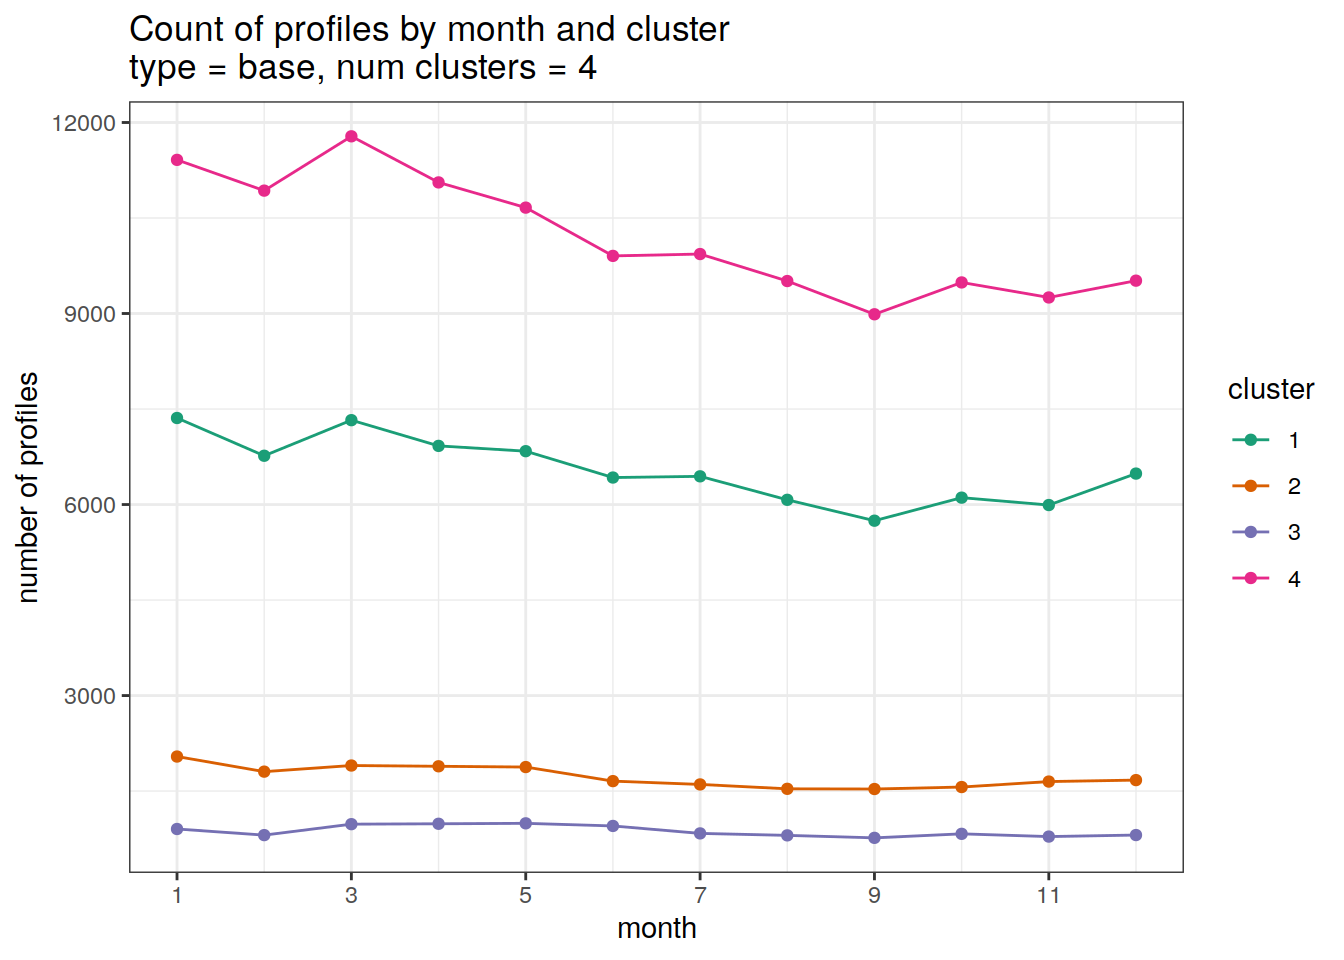 Count of profiles by month and cluster
type = base, num clusters = 4
12000
9000
6000
3000
number of profiles
1 3 5 7 9 11
month
cluster
1
2
3
4